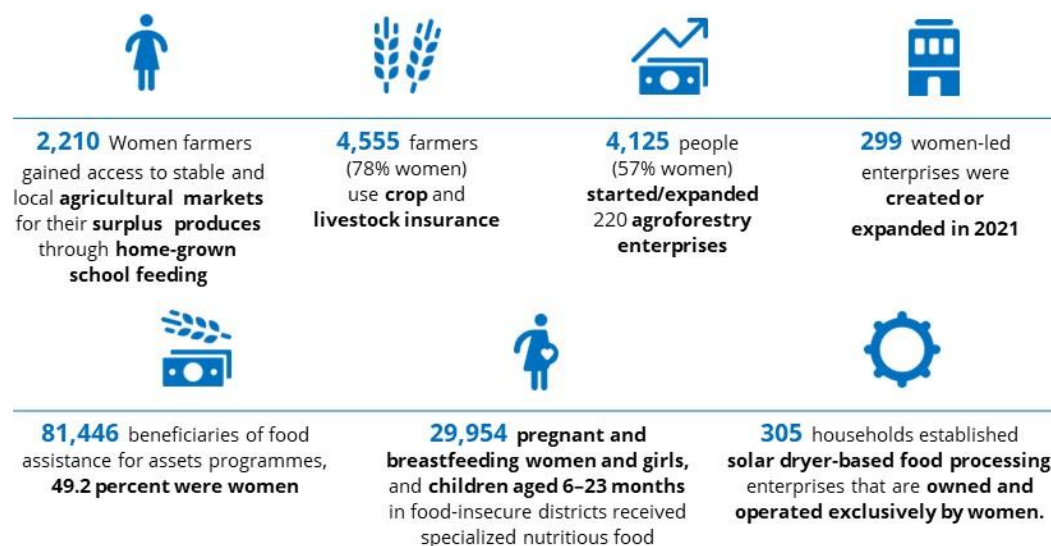 2,210 Women farmers
gained access to stable and
local agricultural markets
for their surplus produces
through home-grown
school feeding
4,555 farmers
(78% women)
use crop and
livestock insurance
4,125 people
(57% women)
started/expanded
220 agroforestry
enterprises
299 women-led
enterprises were
created or
expanded in 2021
81,446 beneficiaries of food
assistance for assets programmes,
49.2 percent were women
29,954 pregnant and
breastfeeding women and girls,
and children aged 6–23 months
in food-insecure districts received
specialized nutritious food
305 households established
solar dryer-based food processing
enterprises that are owned and
operated exclusively by women.